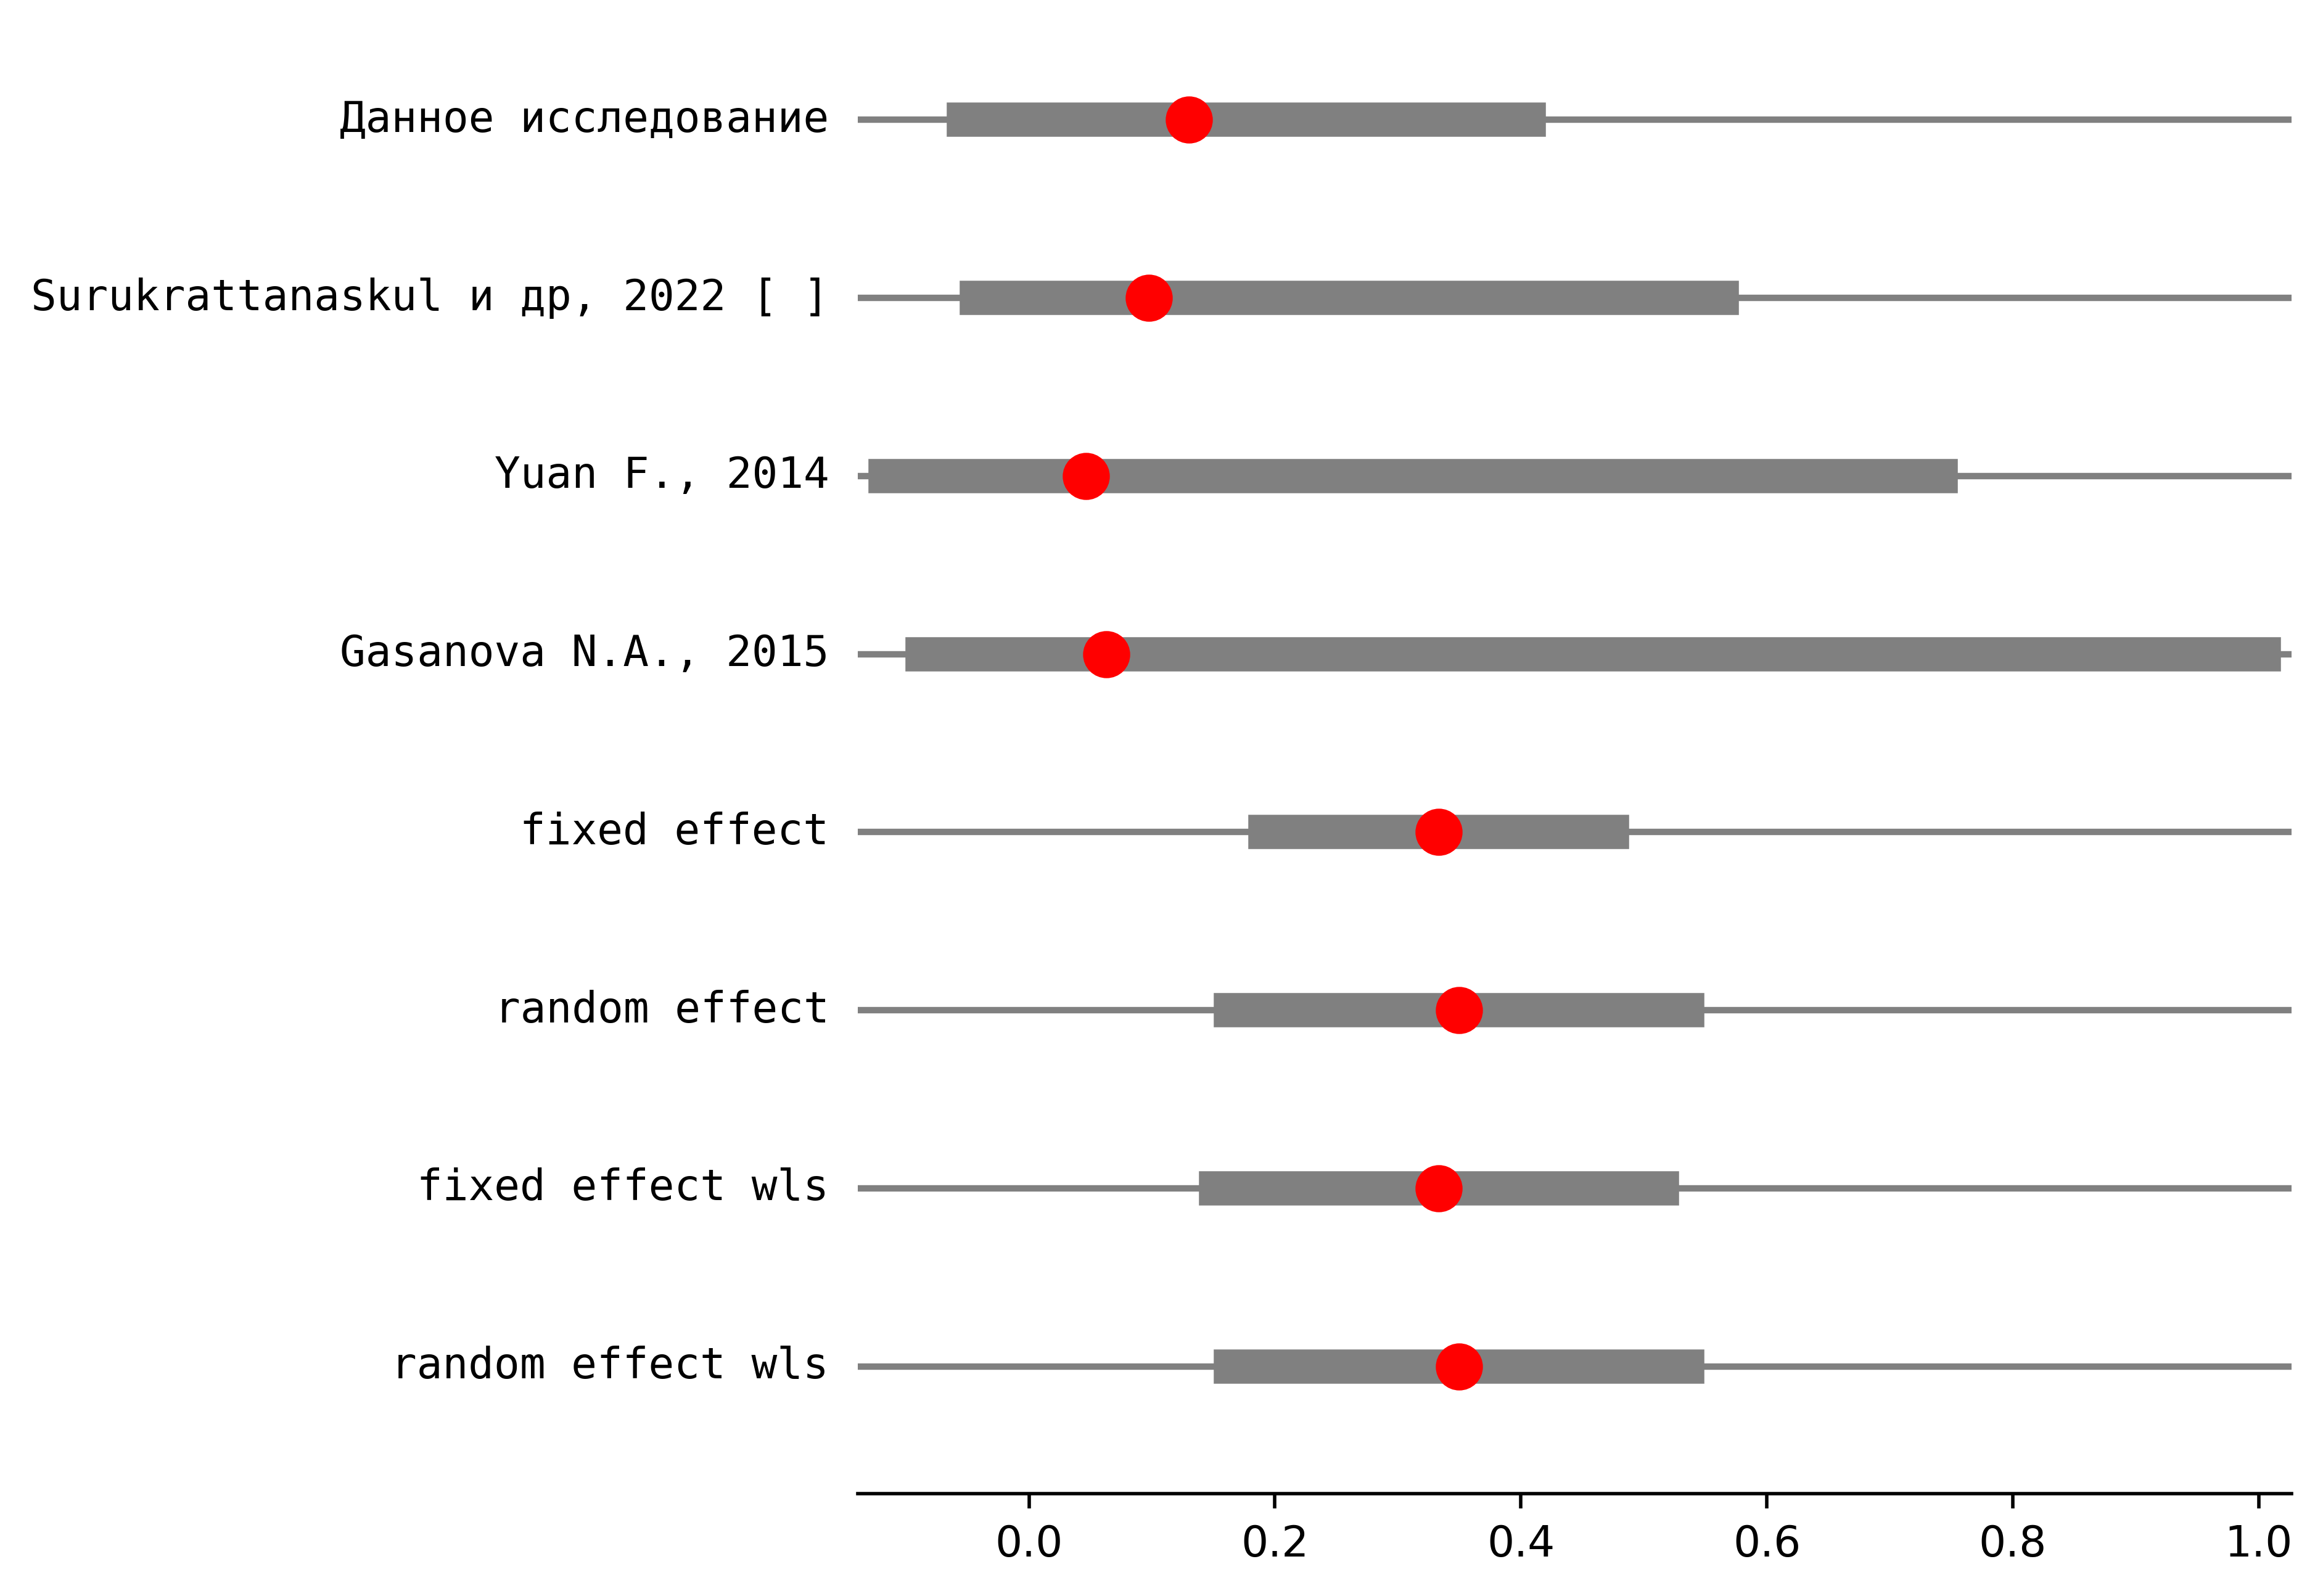 Данное исследование
Surukrattanaskul и др, 2022 [ ]
Yuan F., 2014
Gasanova N.A., 2015
fixed effect
random effect
fixed effect wls
random effect wls
0.0 0.2 0.4 0.6 0.8 1.0